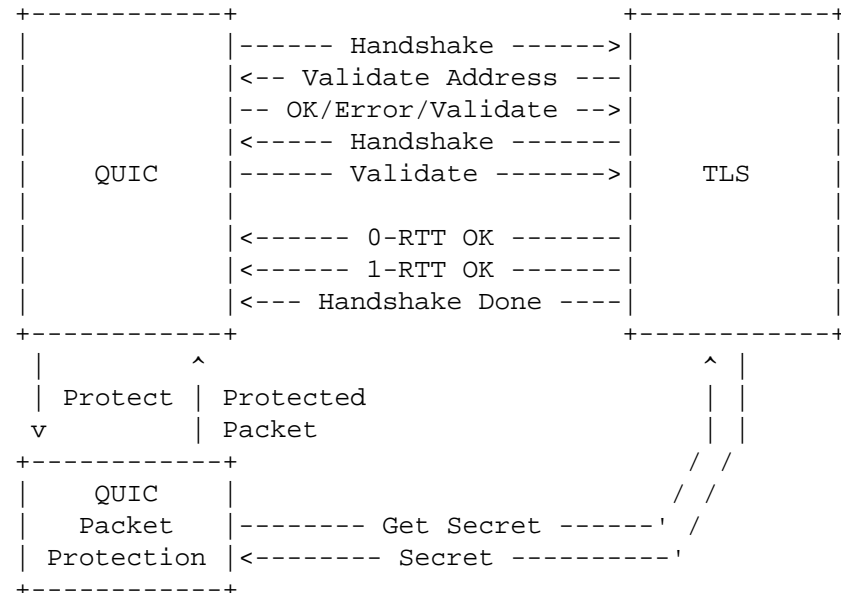 +------------+                        +------------+
|            |------ Handshake ------>|            |
|            |<-- Validate Address ---|            |
|            |-- OK/Error/Validate -->|            |
|            |<----- Handshake -------|            |
|    QUIC    |------ Validate ------->|    TLS     |
|            |                        |            |
|            |<------ 0-RTT OK -------|            |
|            |<------ 1-RTT OK -------|            |
|            |<--- Handshake Done ----|            |
+------------+                        +------------+
 |         ^                               ^ |
 | Protect | Protected                     | |
 v         | Packet                        | |
+------------+                            / /
|    QUIC    |                           / /
|   Packet   |-------- Get Secret ------' /
| Protection |<-------- Secret ----------'
+------------+